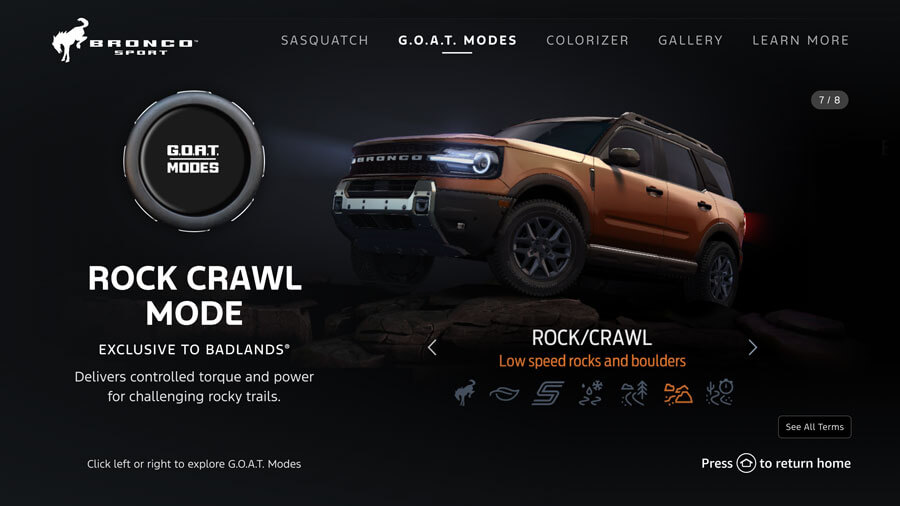 BRONCO™
SPORT
SASQUATCH
G.O.A.T. MODES
COLORIZER
GALLERY
LEARN MORE
7 / 8
G.O.A.T.
MODES
BRONCO
ROCK CRAWL
MODE
EXCLUSIVE TO BADLANDS®
Delivers controlled torque and power
for challenging rocky trails.
ROCK/CRAWL
Low speed rocks and boulders
See All Terms
Click left or right to explore G.O.A.T. Modes
Press to return home